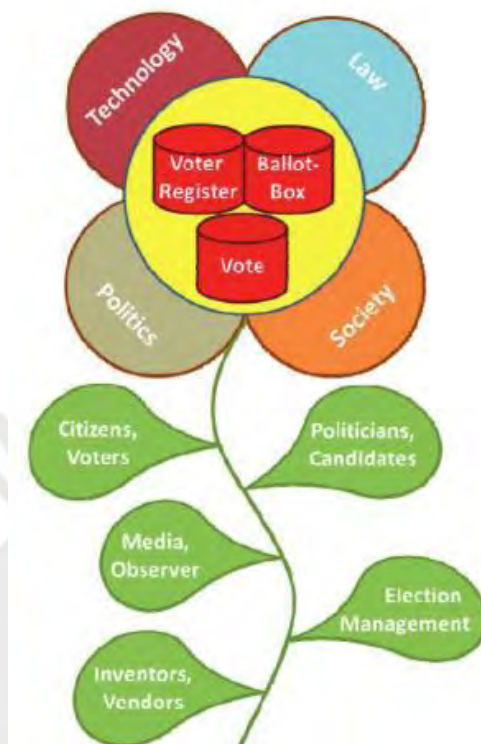 Technology
Law
Voter
Register
Ballot-
Box
Vote
Politics
Society
Citizens,
Voters
Politicians,
Candidates
Media,
Observer
Election
Management
Inventors,
Vendors